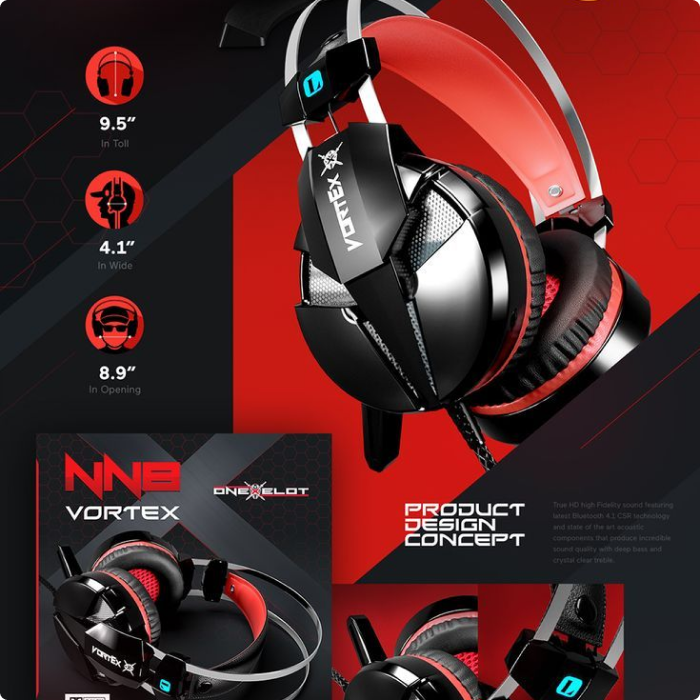 9.5”
In Toll
4.1”
In Wide
8.9”
In Opening
L
VORTEX
NN8
VORTEX
ONEXELOT
VORTEX
PRODUCT
DESIGN
CONCEPT
True HD high Fidelity sound featuring
latest Bluetooth 4.1 CSR technology
and state of the art acoustic
components that produce incredible
sound quality with deep bass and
crystal clear treble.
L